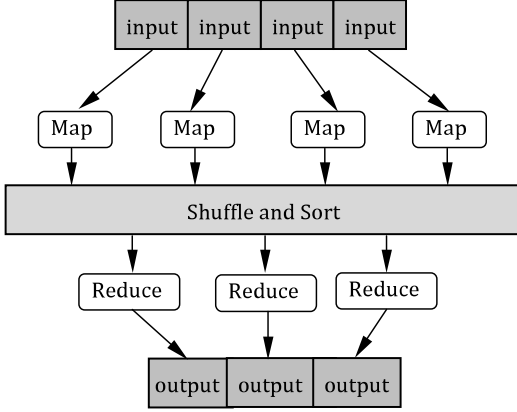 input input input input
Map Map Map Map
Shuffle and Sort
Reduce Reduce Reduce
output output output